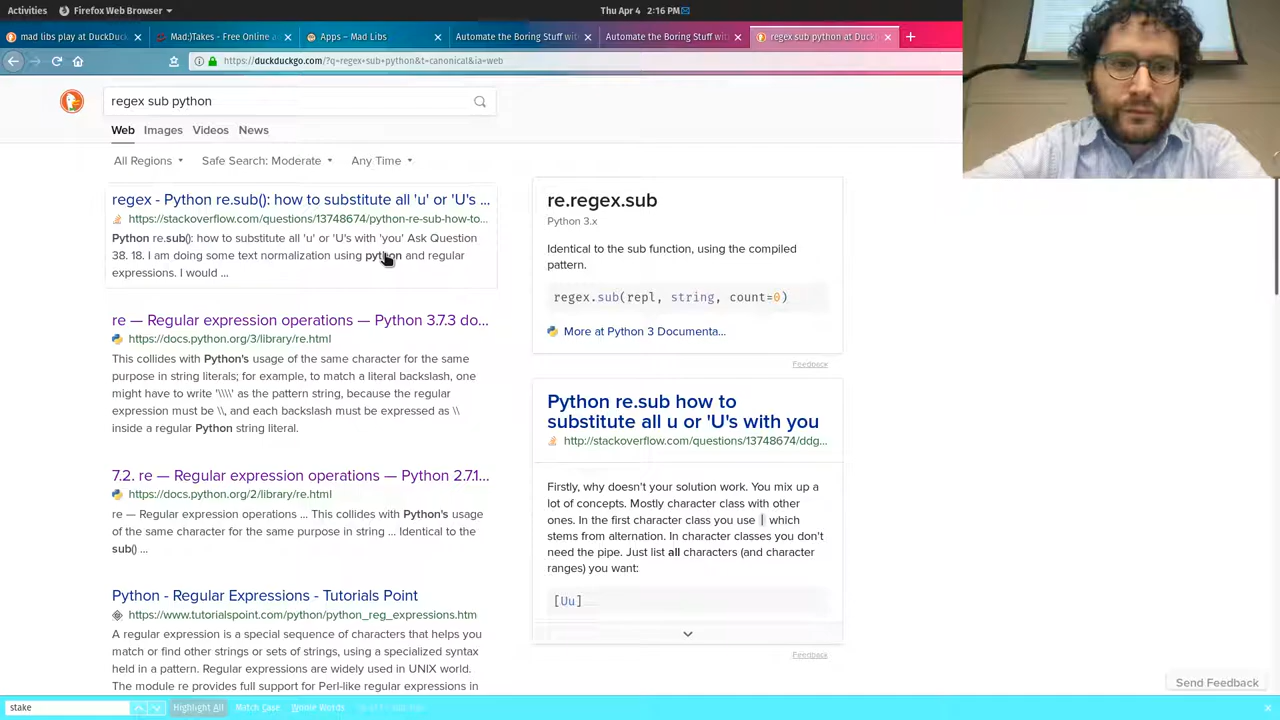 Activities Firefox Web Browser Thu Apr 4 2:16 PM
mad libs play at DuckDu Mad:)Takes - Free Online a Apps – Mad Libs Automate the Boring Stuff wit Automate the Boring Stuff wit regex sub python at Duck
https://duckduckgo.com/?q=regex+sub+python&t=canonical&ia=web
regex sub python
Web Images Videos News
All Regions Safe Search: Moderate Any Time
regex - Python re.sub(): how to substitute all 'u' or 'U's ...
https://stackoverflow.com/questions/13748674/python-re-sub-how-to...
Python re.sub(): how to substitute all 'u' or 'U's with 'you' Ask Question
38. 18. I am doing some text normalization using python and regular
expressions. I would ...
re — Regular expression operations — Python 3.7.3 do...
https://docs.python.org/3/library/re.html
This collides with Python's usage of the same character for the same
purpose in string literals; for example, to match a literal backslash, one
might have to write '\\\\' as the pattern string, because the regular
expression must be \\, and each backslash must be expressed as \\
inside a regular Python string literal.
7.2. re — Regular expression operations — Python 2.7.1...
https://docs.python.org/2/library/re.html
re — Regular expression operations ... This collides with Python's usage
of the same character for the same purpose in string ... Identical to the
sub() ...
Python - Regular Expressions - Tutorials Point
https://www.tutorialspoint.com/python/python_reg_expressions.htm
A regular expression is a special sequence of characters that helps you
match or find other strings or sets of strings, using a specialized syntax
held in a pattern. Regular expressions are widely used in UNIX world.
The module re provides full support for Perl-like regular expressions in
re.regex.sub
Python 3.x
Identical to the sub function, using the compiled
pattern.
regex.sub(repl, string, count=0)
More at Python 3 Documenta...
Feedback
Python re.sub how to
substitute all u or 'U's with you
http://stackoverflow.com/questions/13748674/ddg...
Firstly, why doesn't your solution work. You mix up a
lot of concepts. Mostly character class with other
ones. In the first character class you use | which
stems from alternation. In character classes you don't
need the pipe. Just list all characters (and character
ranges) you want:
[Uu]
Feedback
Send Feedback
stake Highlight All Match Case Whole Words